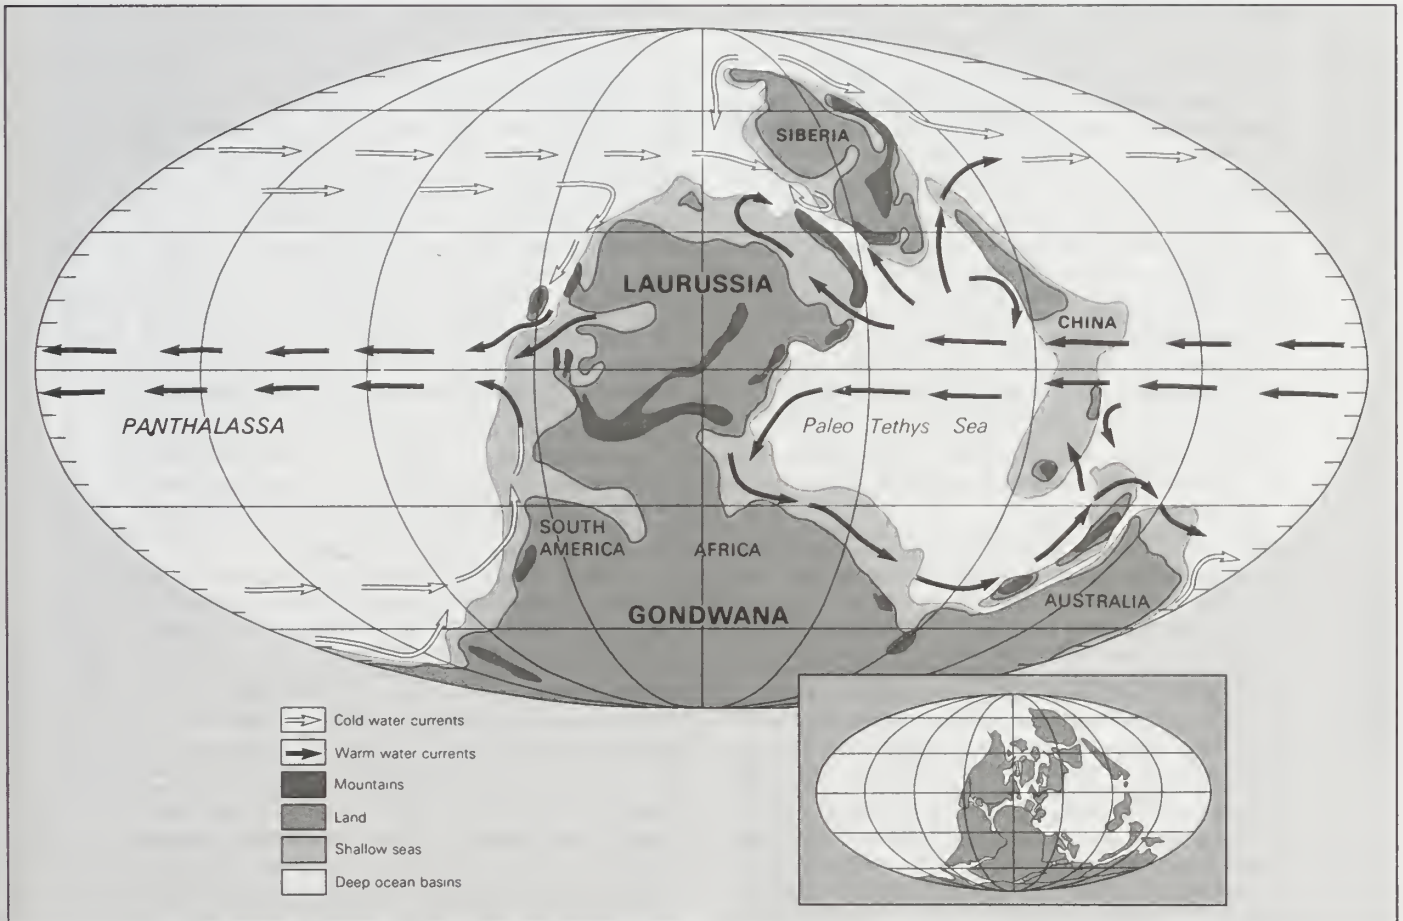 SIBERIA
LAURUSSIA
CHINA
PANTHALASSA
Paleo Tethys Sea
SOUTH
AMERICA
AFRICA
GONDWANA
AUSTRALIA
Cold water currents
Warm water currents
Mountains
Land
Shallow seas
Deep ocean basins